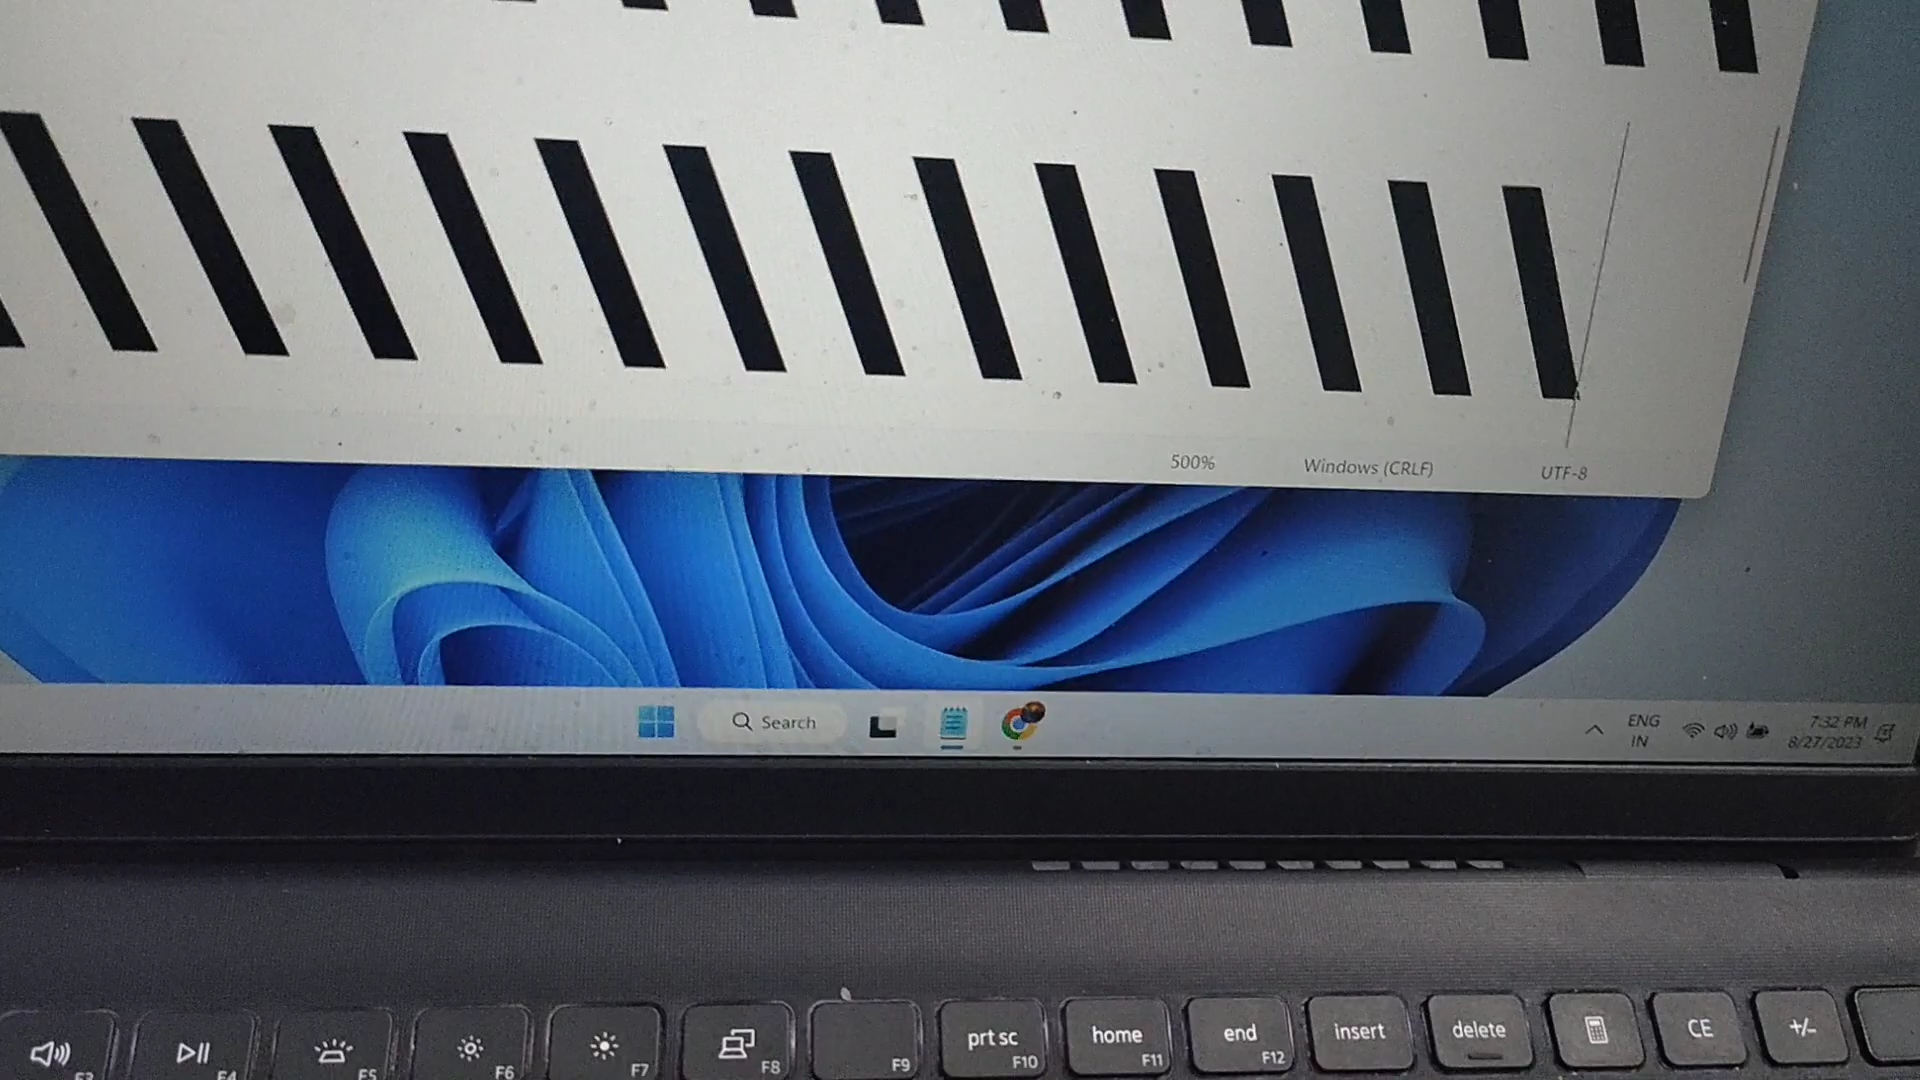 \\\\\\\\\\\
\\\\\\\\\\\\\\
500% Windows (CRLF) UTF-8
Search
ENG
IN
7:32 PM
8/27/2023
F3 F4 F5 F6 F7 F8 F9 prt sc F10 home F11 end F12 insert delete CE +/-